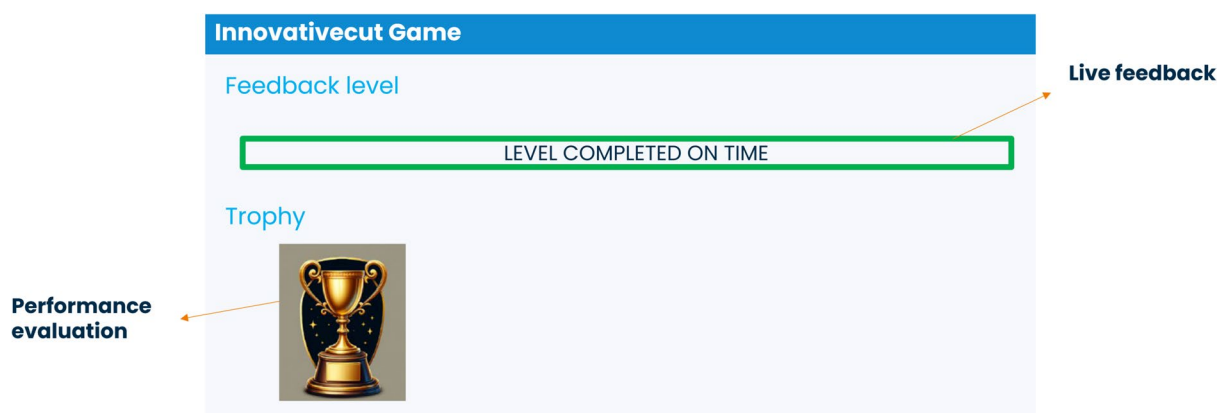 Innovativecut Game
Feedback level
Live feedback
LEVEL COMPLETED ON TIME
Trophy
Performance
evaluation